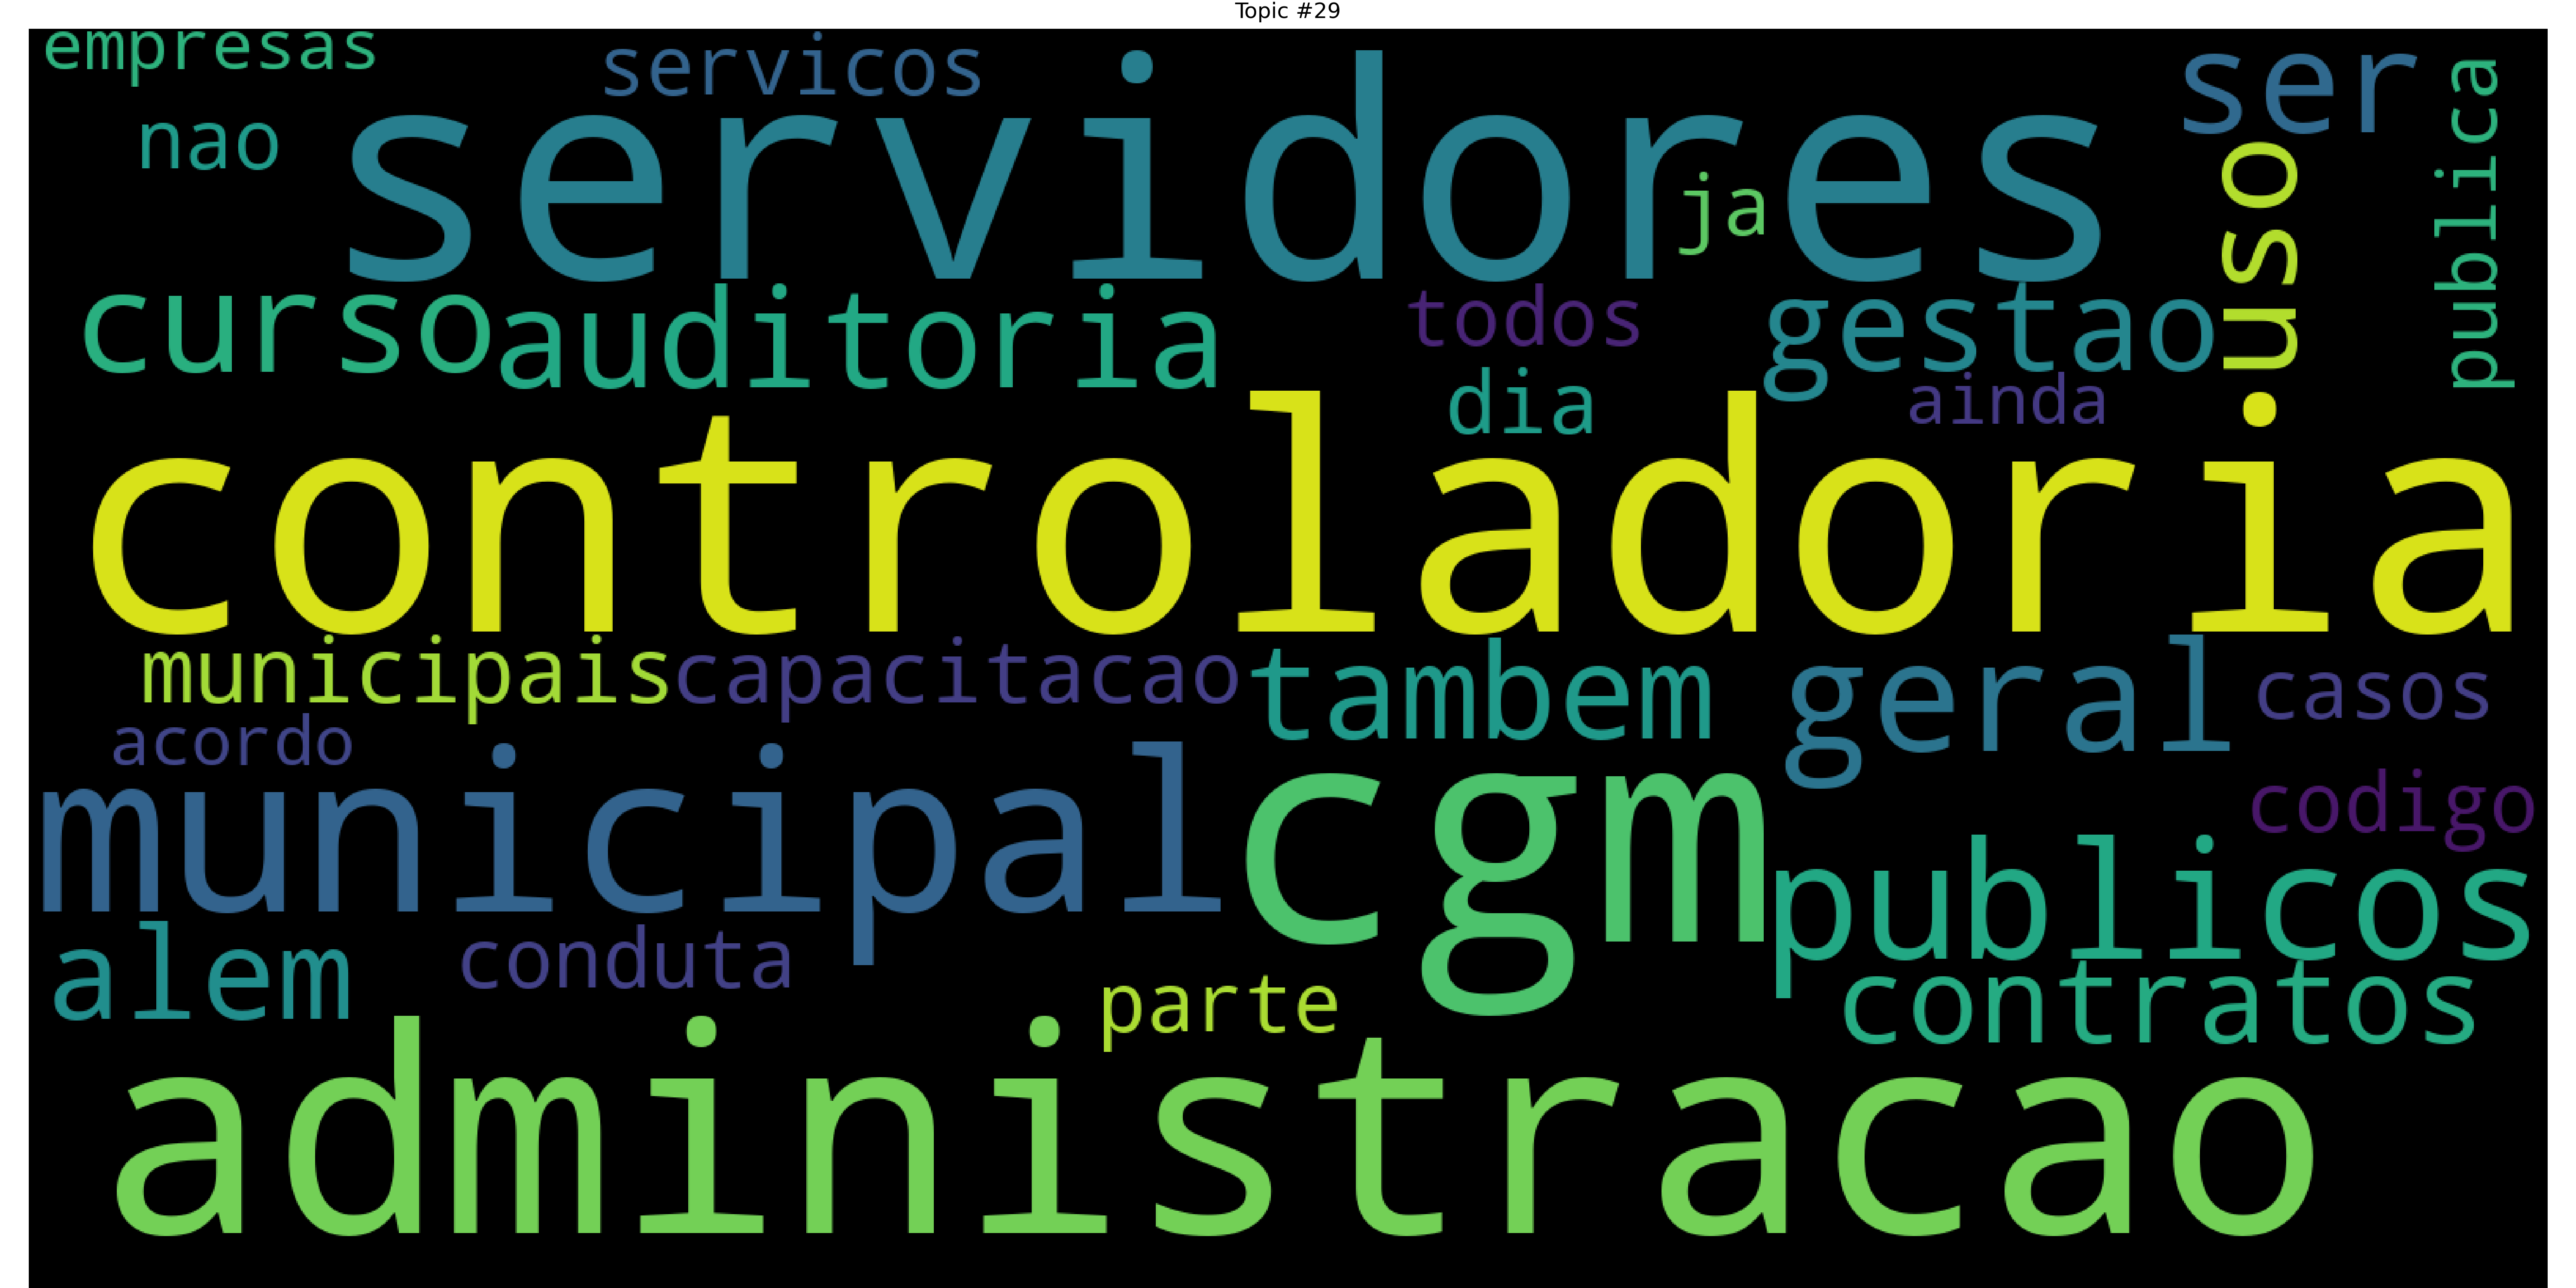 Topic #29
empresas
servicos
ser
publica
nao
servidores
ja
uso
curso
auditoria
todos
gestao
dia
ainda
controladoria
municipais
capacitacao
tambem
geral
casos
acordo
municipal
cgm
codigo
publicos
alem
conduta
parte
contratos
administracao